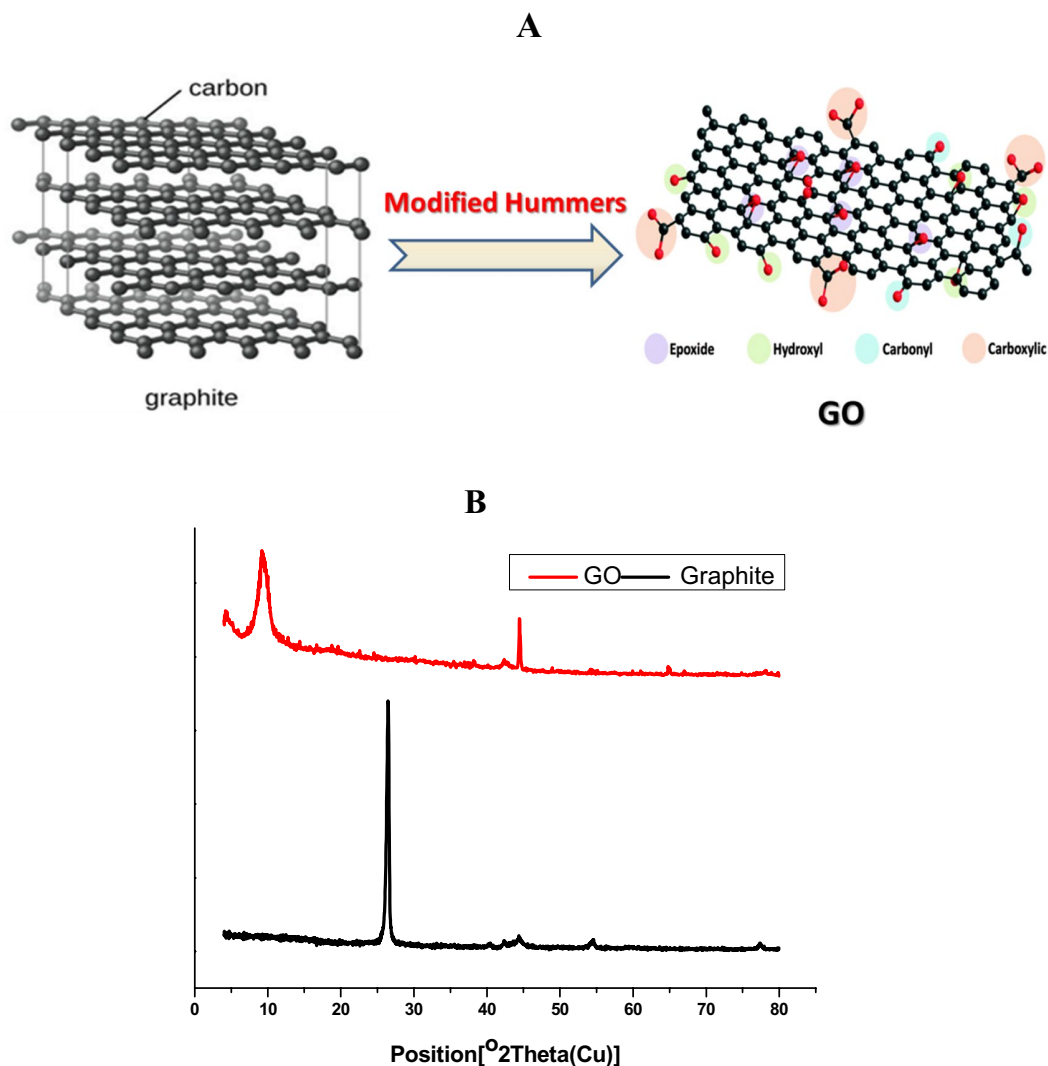 A
carbon
Modified Hummers
graphite
Epoxide Hydroxyl Carbonyl Carboxylic
GO
B
GO Graphite
0 10 20 30 40 50 60 70 80
Position[O2Theta(Cu)]